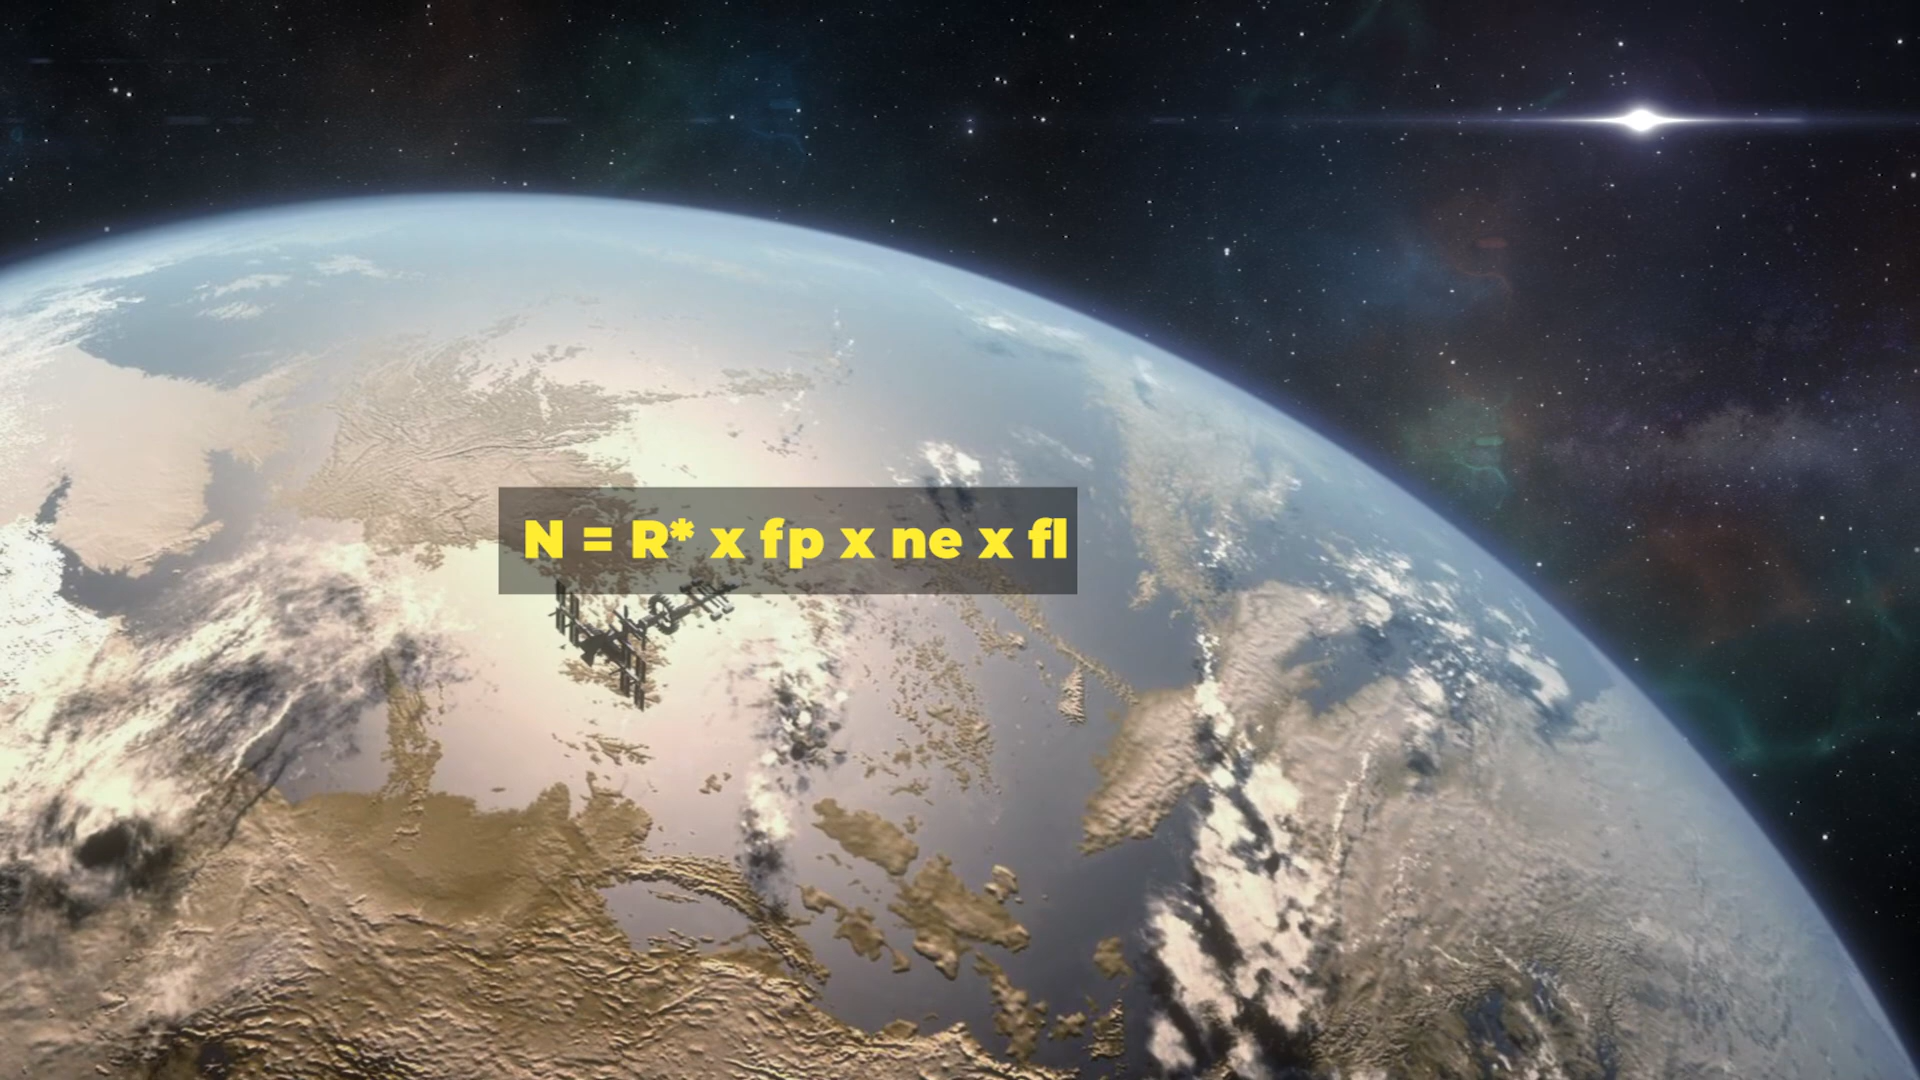 N = R* x fp x ne x fl